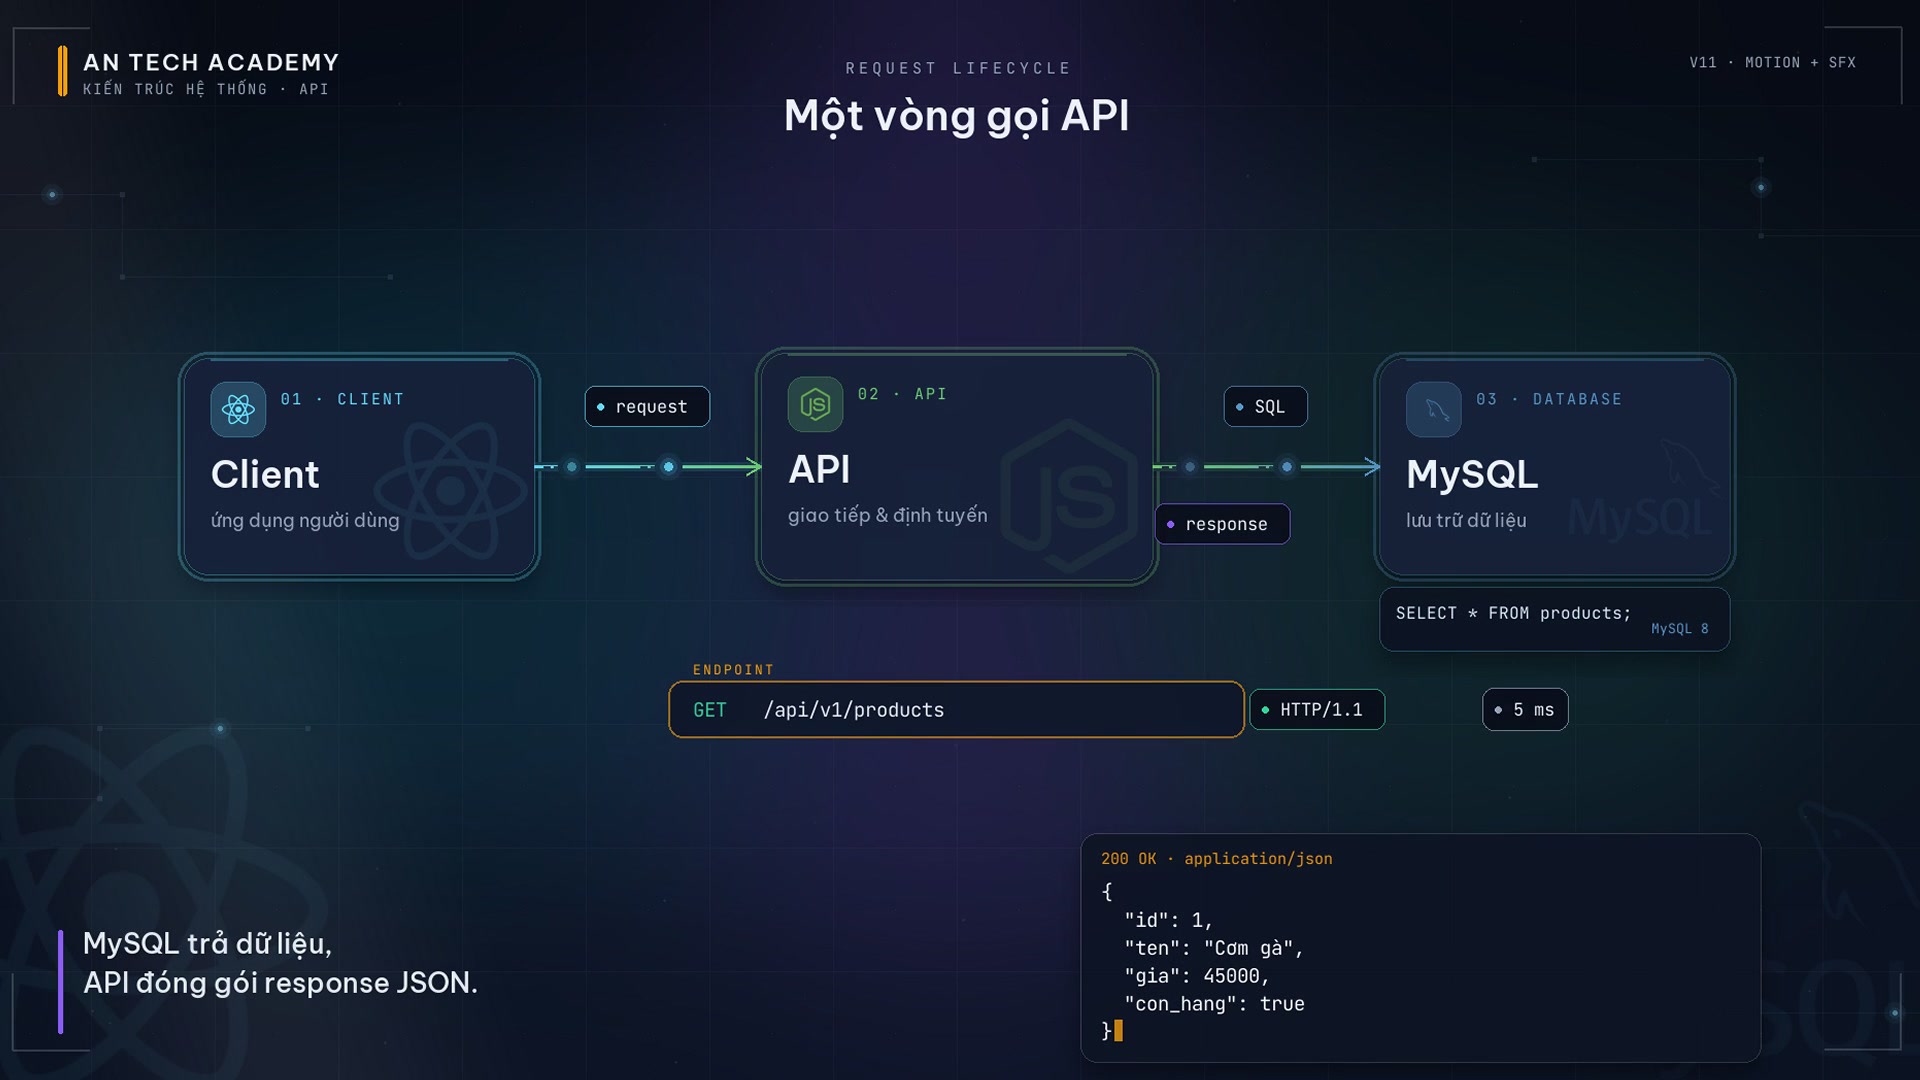 AN TECH ACADEMY
KIẾN TRÚC HỆ THỐNG · API
REQUEST LIFECYCLE
Một vòng gọi API
V11 · MOTION + SFX
01 · CLIENT
Client
ứng dụng người dùng
request
02 · API
API
giao tiếp & định tuyến
JS
JS
SQL
response
03 · DATABASE
MySQL
lưu trữ dữ liệu
MySQL
SELECT * FROM products;
MySQL 8
ENDPOINT
GET /api/v1/products
HTTP/1.1
5 ms
200 OK · application/json
{
"id": 1,
"ten": "Cơm gà",
"gia": 45000,
"con_hang": true
}
MySQL trả dữ liệu,
API đóng gói response JSON.